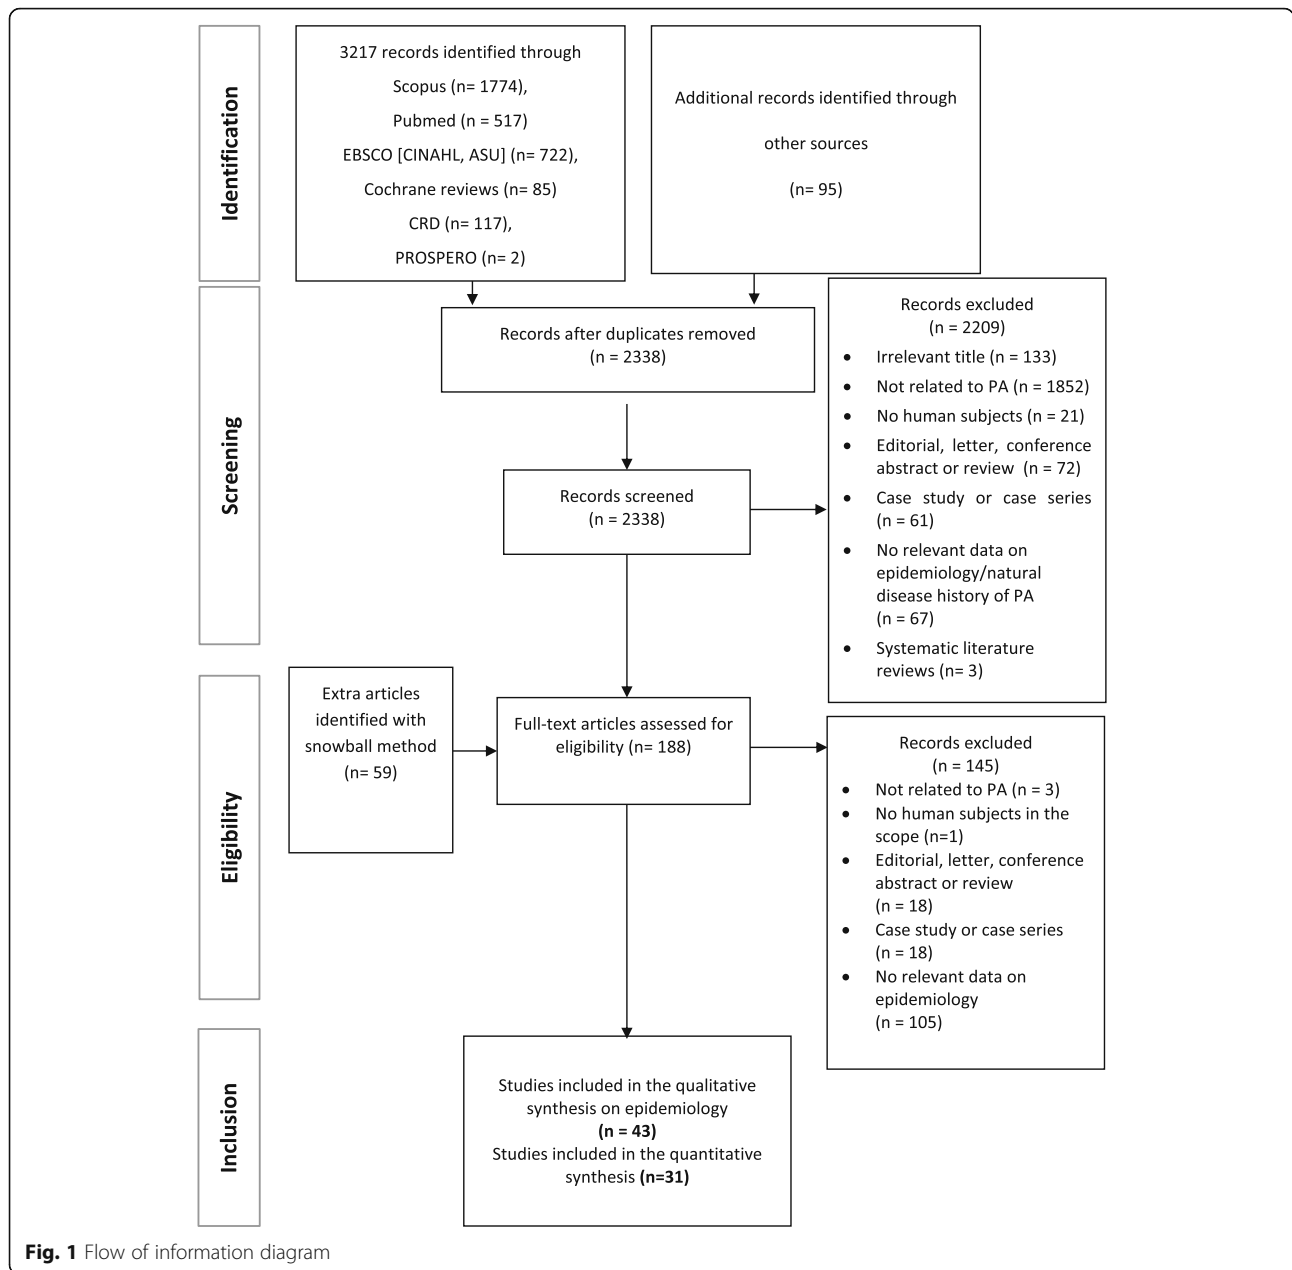 Identification
3217 records identified through
Scopus (n= 1774),
Pubmed (n = 517)
EBSCO [CINAHL, ASU] (n= 722),
Cochrane reviews (n= 85)
CRD (n= 117),
PROSPERO (n= 2)
Additional records identified through
other sources
(n= 95)
Screening
Records after duplicates removed
(n = 2338)
Records screened
(n = 2338)
Records excluded
(n = 2209)
• Irrelevant title (n = 133)
• Not related to PA (n = 1852)
• No human subjects (n = 21)
• Editorial, letter, conference
abstract or review (n = 72)
• Case study or case series
(n = 61)
• No relevant data on
epidemiology/natural
disease history of PA
(n = 67)
• Systematic literature
reviews (n= 3)
Eligibility
Extra articles
identified with
snowball method
(n= 59)
Full-text articles assessed for
eligibility (n= 188)
Records excluded
(n = 145)
• Not related to PA (n = 3)
• No human subjects in the
scope (n=1)
• Editorial, letter, conference
abstract or review
(n = 18)
• Case study or case series
(n = 18)
• No relevant data on
epidemiology
(n = 105)
Inclusion
Studies included in the qualitative
synthesis on epidemiology
(n = 43)
Studies included in the quantitative
synthesis (n=31)
Fig. 1 Flow of information diagram